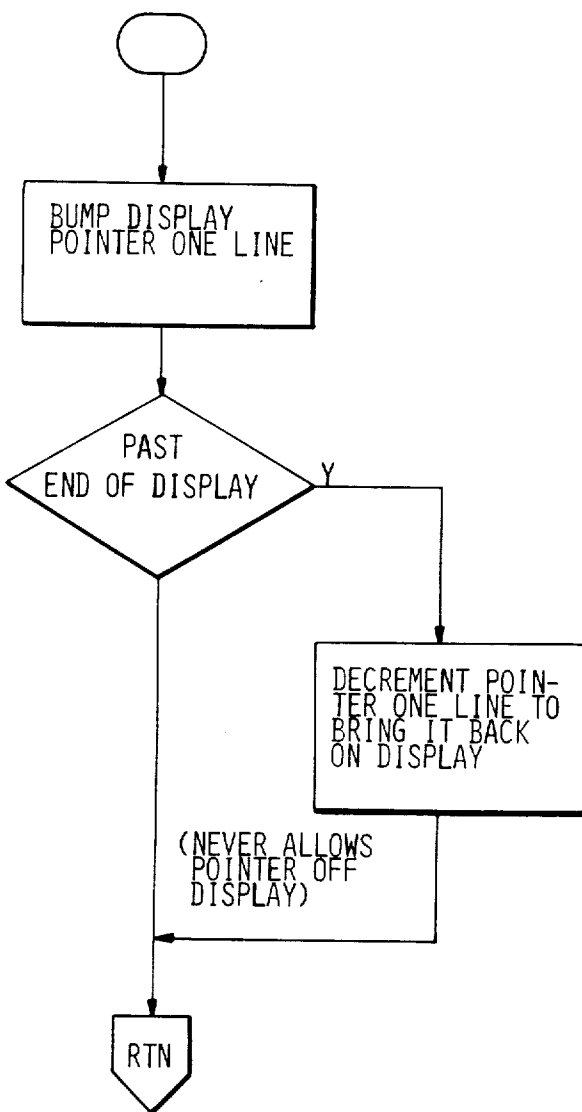 BUMP DISPLAY
POINTER ONE LINE
PAST
END OF DISPLAY
Y
DECREMENT POIN-
TER ONE LINE TO
BRING IT BACK
ON DISPLAY
(NEVER ALLOWS
POINTER OFF
DISPLAY)
RTN